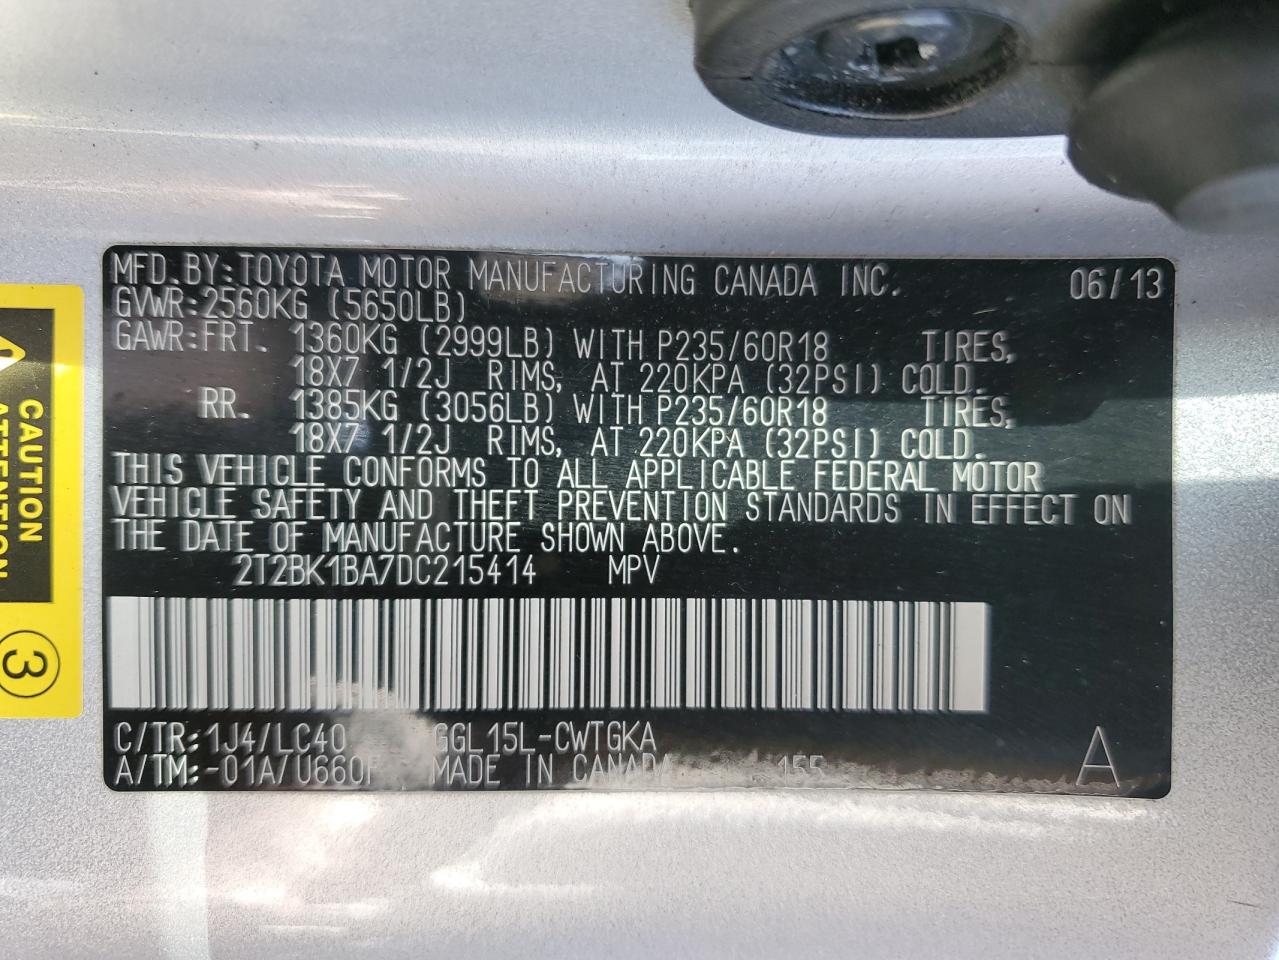 MFD.BY:TOYOTA MOTOR MANUFACTURING CANADA INC. 06/13
GVWR:2560KG (5650LB)
GAWR:FRT. 1360KG (2999LB) WITH P235/60R18 TIRES,
18X7 1/2J RIMS, AT 220KPA (32PSI) COLD.
RR. 1385KG (3056LB) WITH P235/60R18 TIRES,
18X7 1/2J RIMS, AT 220KPA (32PSI) COLD.
THIS VEHICLE CONFORMS TO ALL APPLICABLE FEDERAL MOTOR
VEHICLE SAFETY AND THEFT PREVENTION STANDARDS IN EFFECT ON
THE DATE OF MANUFACTURE SHOWN ABOVE.
2T2BK1BA7DC215414 MPV
C/TR:1J4/LC40 GGL15L-CWTGKA
A/TM:-01A/U660F MADE IN CANADA 155 A
CAUTION
ATTENTION
3